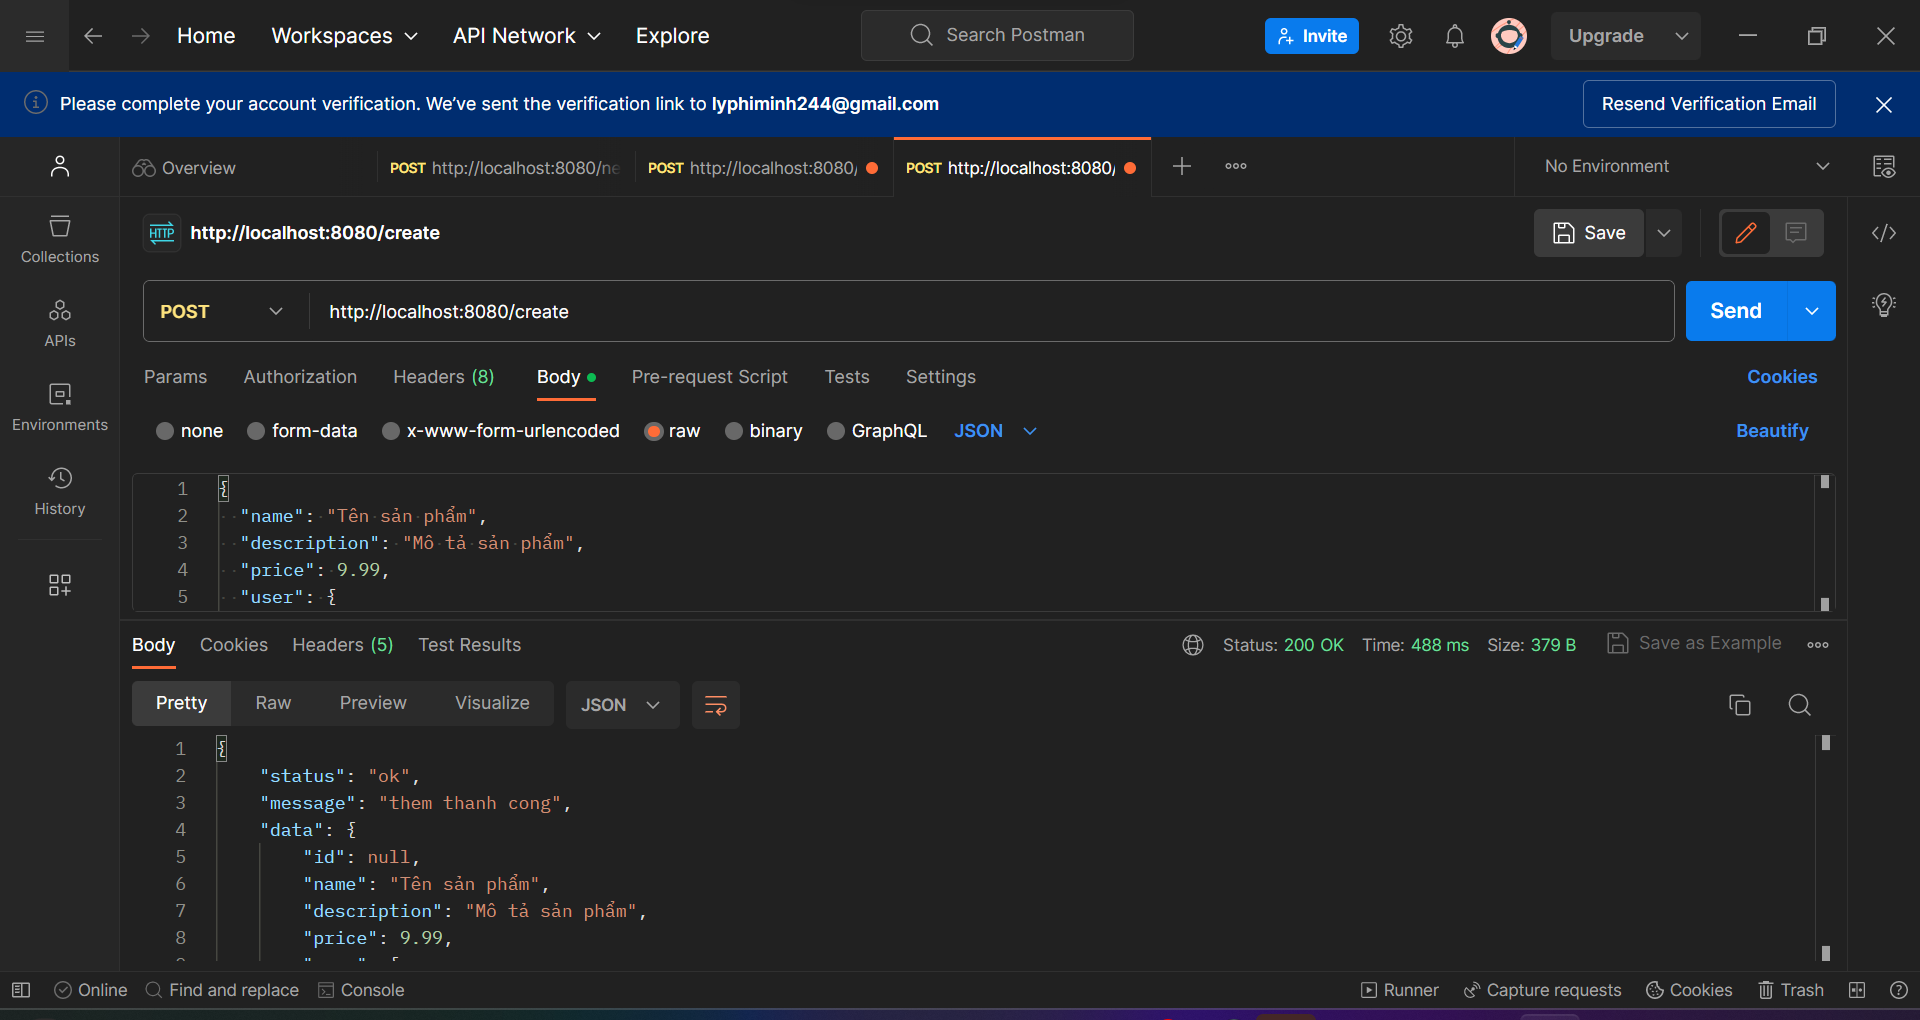 Home Workspaces API Network Explore Search Postman Invite Upgrade
Please complete your account verification. We've sent the verification link to lyphiminh244@gmail.com Resend Verification Email
Overview POST http://localhost:8080/ne POST http://localhost:8080/ POST http://localhost:8080/ No Environment
HTTP http://localhost:8080/create Save
Collections
POST http://localhost:8080/create Send
APIs
Params Authorization Headers (8) Body Pre-request Script Tests Settings Cookies
Environments
none form-data x-www-form-urlencoded raw binary GraphQL JSON Beautify
History
1 {
2 "name": "Tên sản phẩm",
3 "description": "Mô tả sản phẩm",
4 "price": 9.99,
5 "user": {
Body Cookies Headers (5) Test Results Status: 200 OK Time: 488 ms Size: 379 B Save as Example
Pretty Raw Preview Visualize JSON
1 {
2 "status": "ok",
3 "message": "them thanh cong",
4 "data": {
5 "id": null,
6 "name": "Tên sản phẩm",
7 "description": "Mô tả sản phẩm",
8 "price": 9.99,
Online Find and replace Console Runner Capture requests Cookies Trash